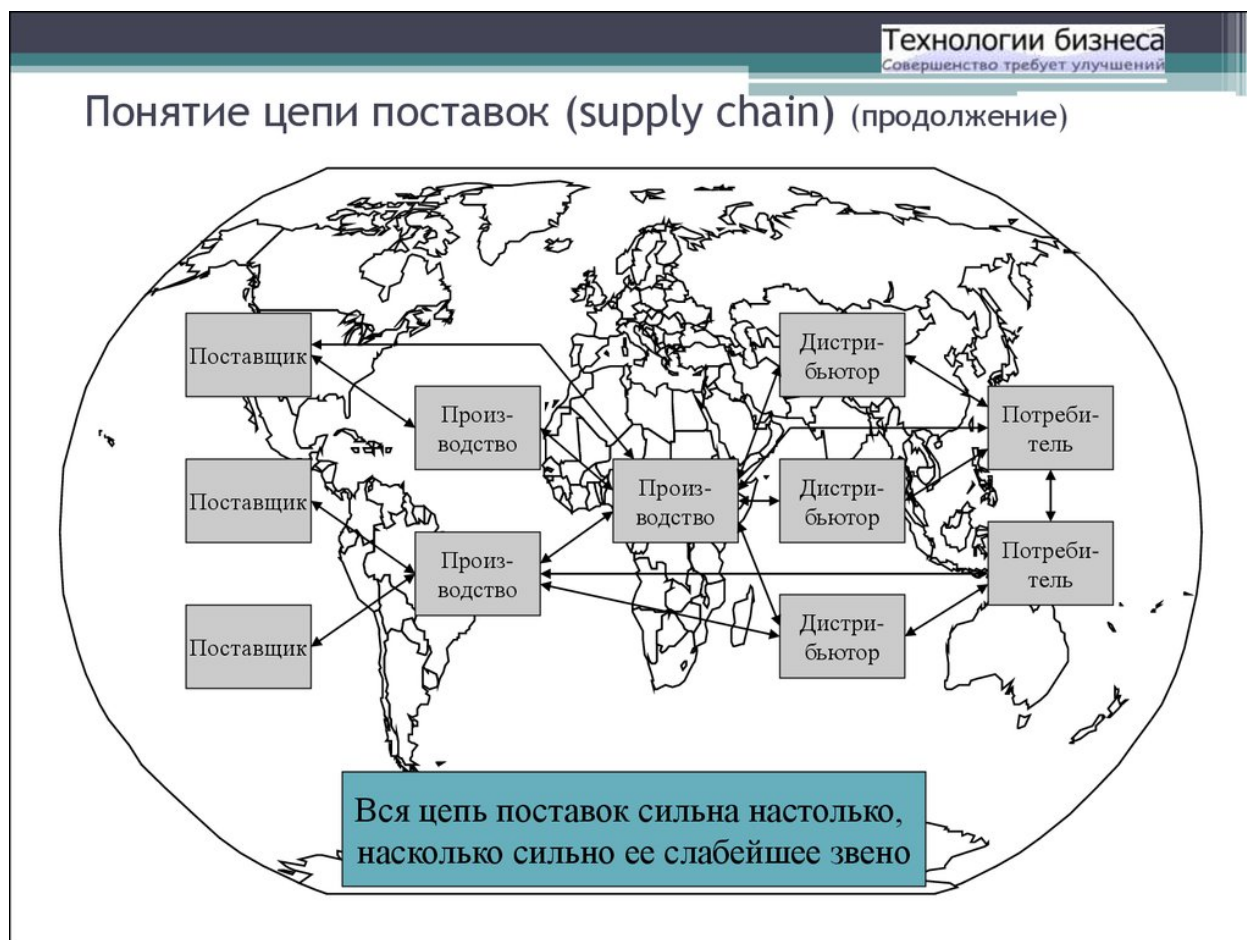 Технологии бизнеса
Совершенство требует улучшений
Понятие цепи поставок (supply chain) (продолжение)
Поставщик
Дистри-
бьютор
Произ-
водство
Потреби-
тель
Поставщик
Произ-
водство
Дистри-
бьютор
Произ-
водство
Потреби-
тель
Поставщик
Дистри-
бьютор
Вся цепь поставок сильна настолько,
насколько сильно ее слабейшее звено